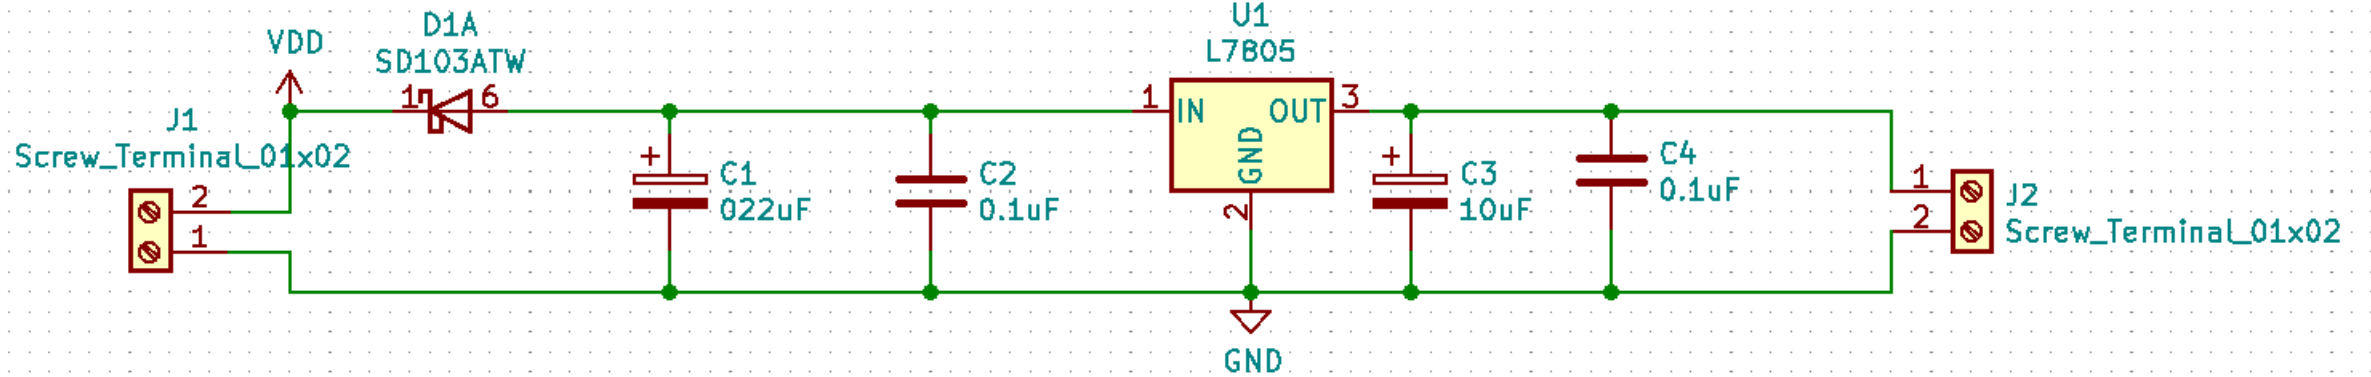 VDD
D1A
SD103ATW
1
6
J1
Screw_Terminal_01x02
2
1
+
C1
022uF
C2
0.1uF
U1
L7805
1
IN
OUT
3
GND
2
GND
+
C3
10uF
C4
0.1uF
1
2
J2
Screw_Terminal_01x02